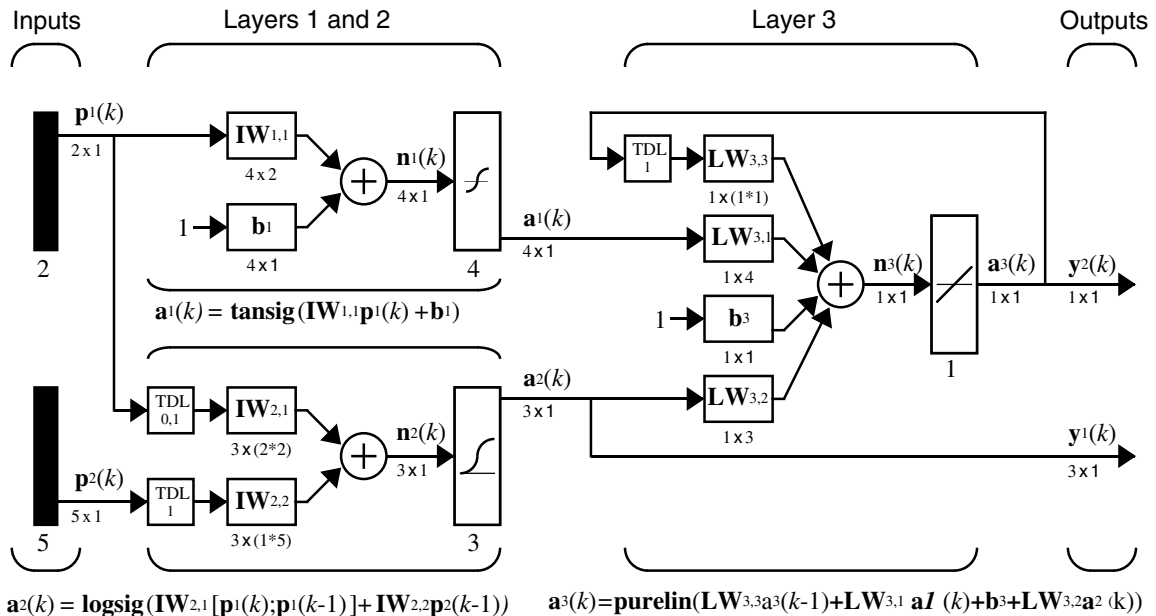 Inputs
Layers 1 and 2
Layer 3
Outputs
p1(k)
2 x 1
2
IW1,1
4 x 2
1
b1
4 x 1
n1(k)
4 x 1
4
a1(k) = tansig (IW1,1p1(k) +b1)
a1(k)
4 x 1
TDL
1
LW3,3
1 x (1*1)
LW3,1
1 x 4
1
b3
1 x 1
LW3,2
1 x 3
n3(k)
1 x 1
1
a3(k)
1 x 1
y2(k)
1 x 1
p2(k)
5 x 1
5
TDL
0,1
IW2,1
3 x (2*2)
TDL
1
IW2,2
3 x (1*5)
n2(k)
3 x 1
3
a2(k)
3 x 1
y1(k)
3 x 1
a2(k) = logsig (IW2,1 [p1(k);p1(k-1) ]+ IW2,2p2(k-1))
a3(k)=purelin(LW3,3a3(k-1)+LW3,1 a1 (k)+b3+LW3,2a2 (k))